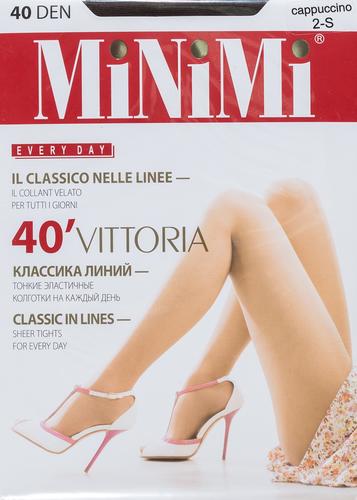 40 DEN
cappuccino
2-S
MiNiMi®
EVERY DAY
IL CLASSICO NELLE LINEE —
IL COLLANT VELATO
PER TUTTI I GIORNI
40’ VITTORIA
КЛАССИКА ЛИНИЙ —
ТОНКИЕ ЭЛАСТИЧНЫЕ
КОЛГОТКИ НА КАЖДЫЙ ДЕНЬ
CLASSIC IN LINES —
SHEER TIGHTS
FOR EVERY DAY